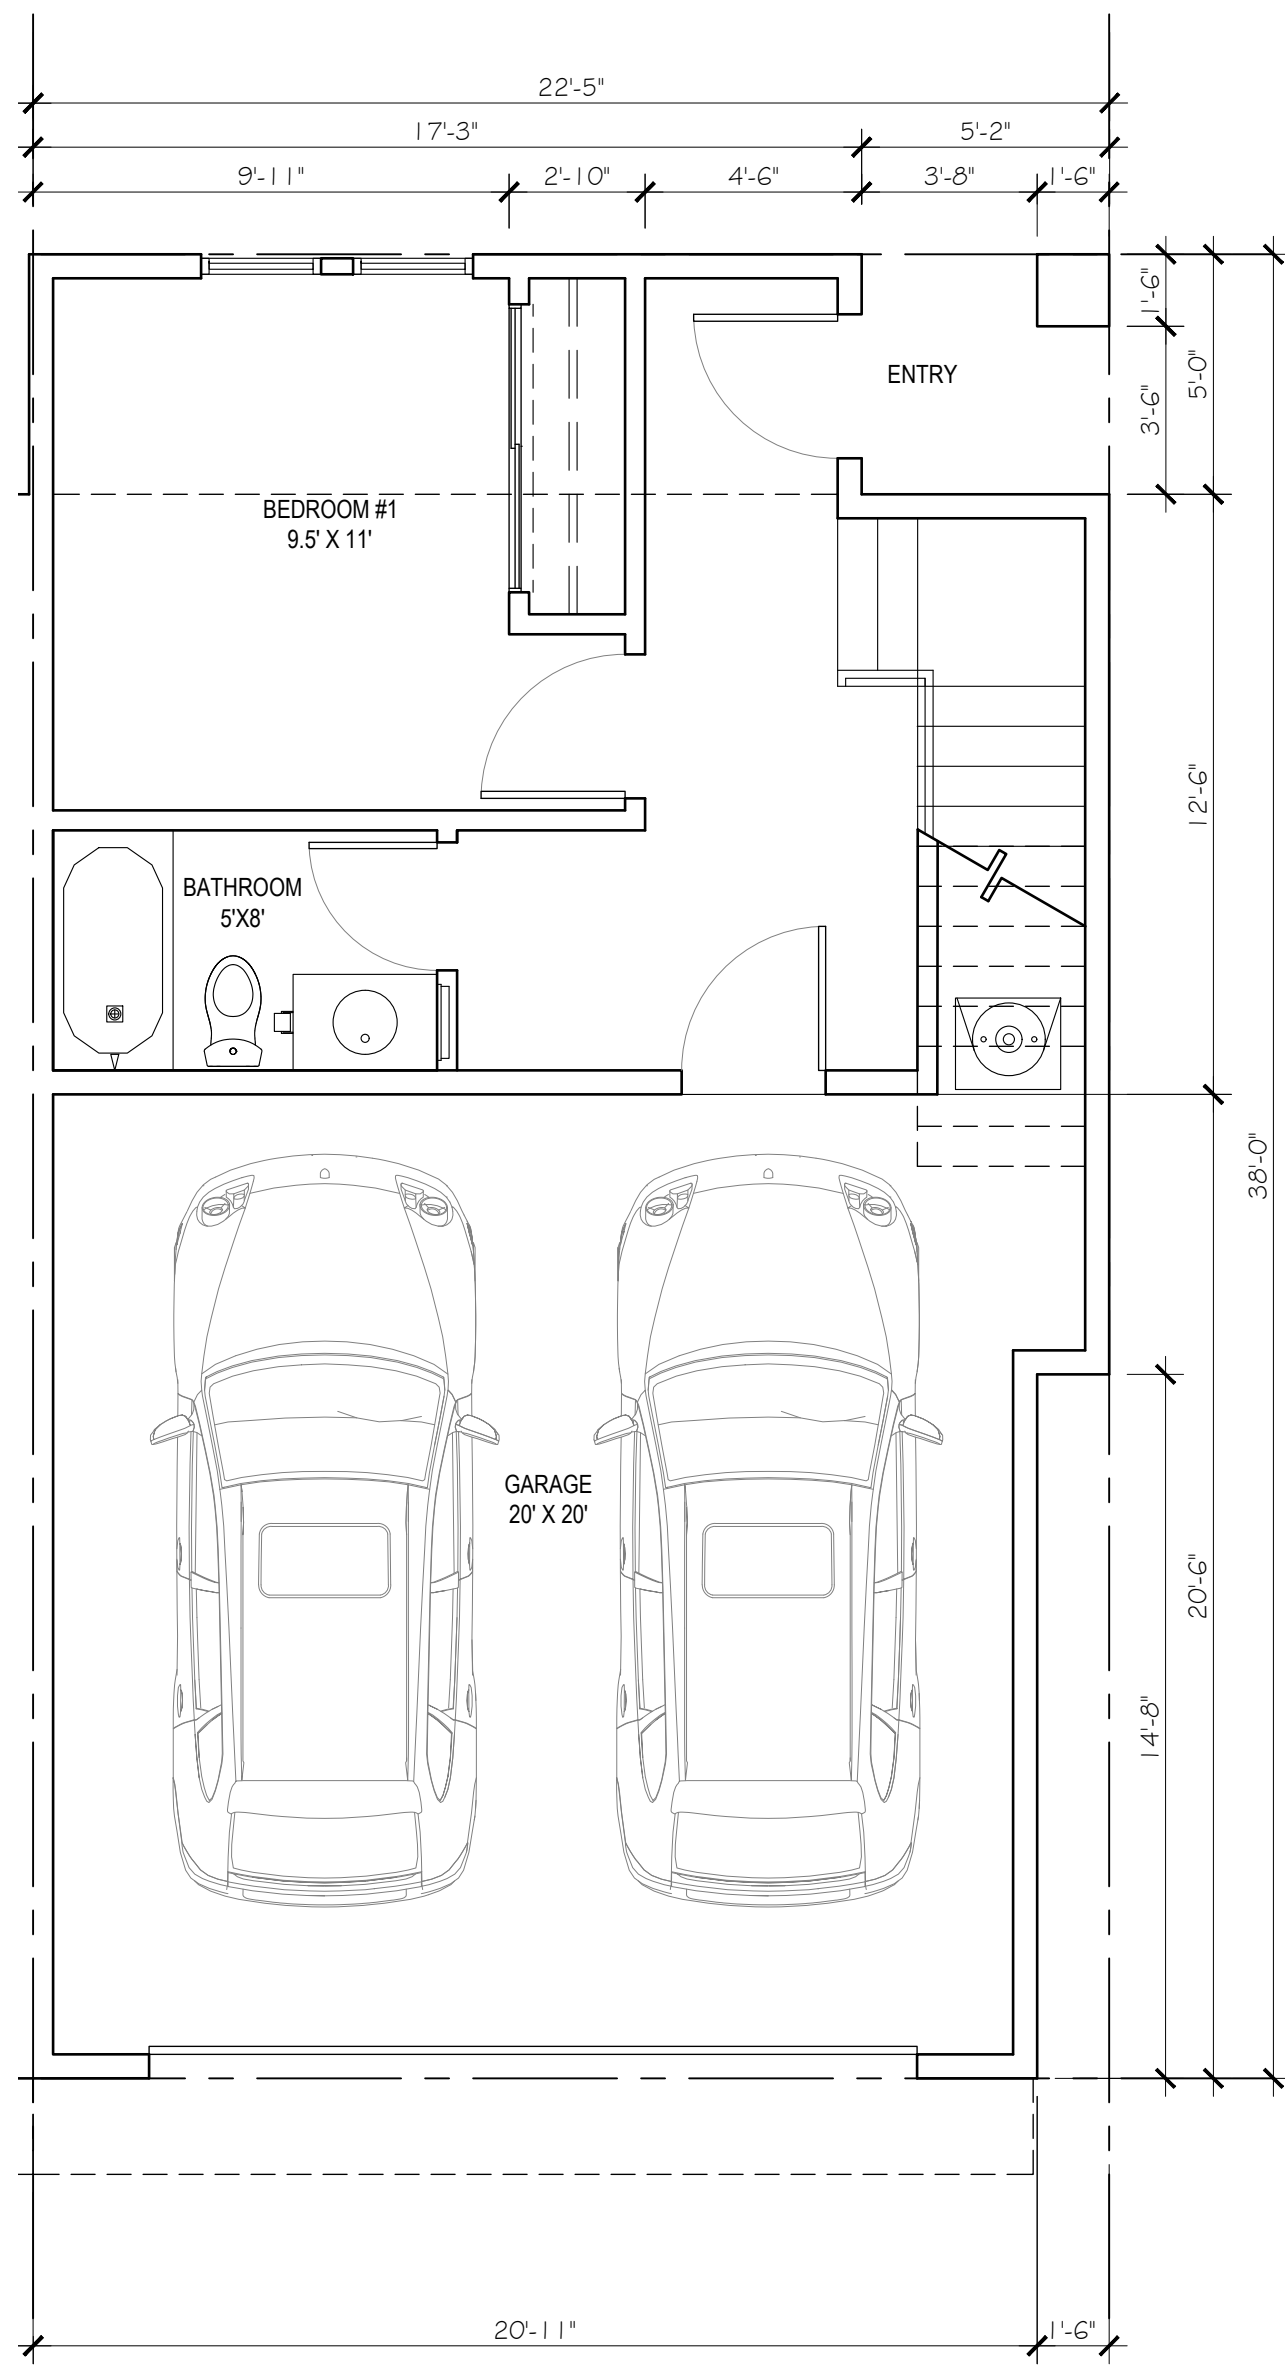 22'-5"
17'-3"
5'-2"
9'-11"
2'-10"
4'-6"
3'-8"
1'-6"
1'-6"
ENTRY
5'-0"
3'-6"
BEDROOM #1
9.5' X 11'
12'-6"
BATHROOM
5'X8'
38'-0"
GARAGE
20' X 20'
20'-6"
14'-8"
20'-11"
1'-6"